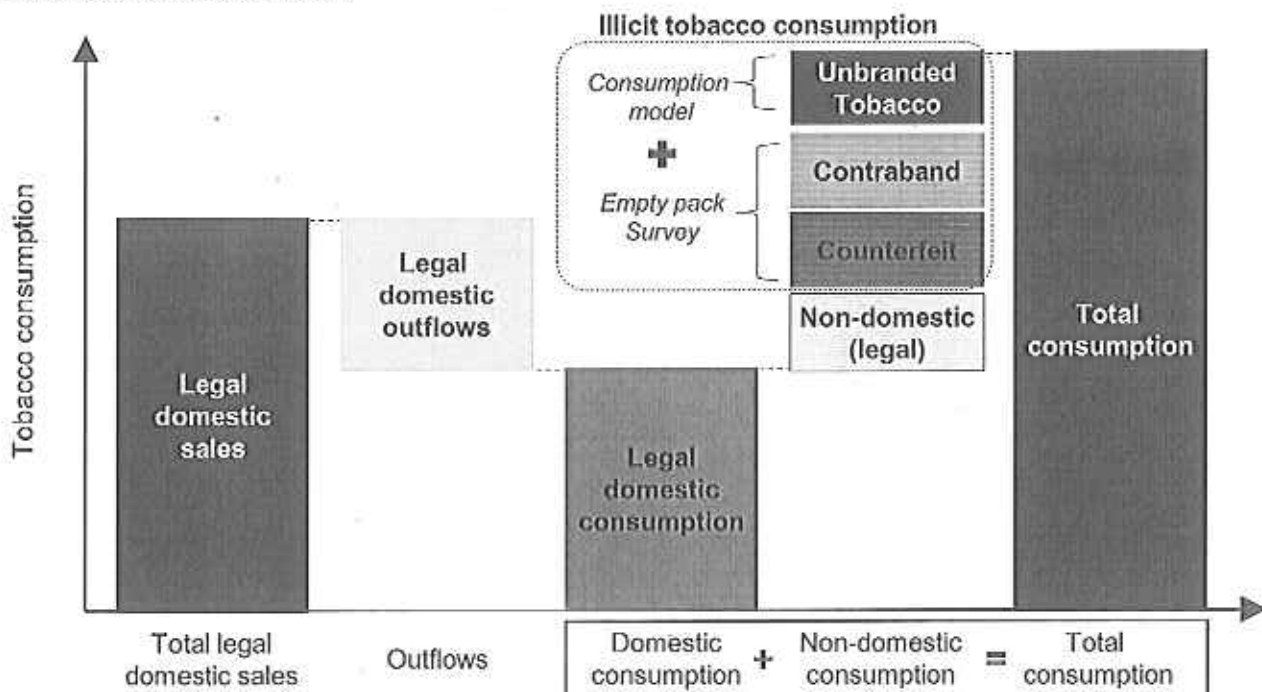 Illicit tobacco consumption
Consumption
model
+
Empty pack
Survey
Unbranded
Tobacco
Contraband
Counterfeit
Non-domestic
(legal)
Tobacco consumption
Legal
domestic
sales
Legal
domestic
outflows
Legal
domestic
consumption
Total
consumption
Total legal
domestic sales
Outflows
Domestic
consumption
+
Non-domestic
consumption
=
Total
consumption